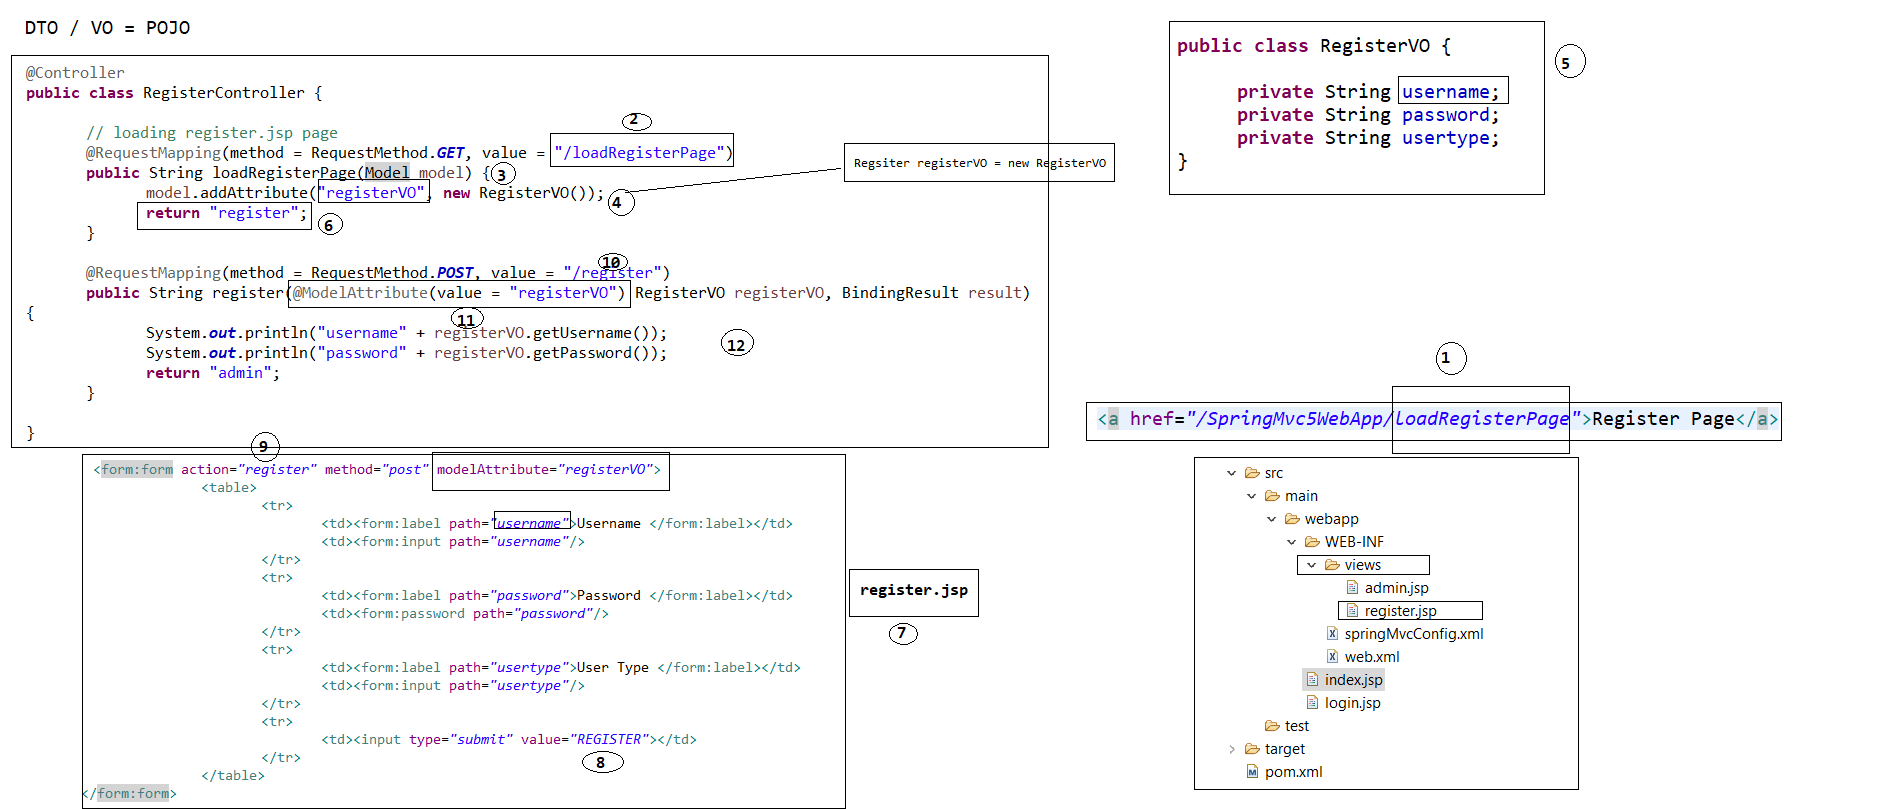 DTO / VO = POJO
@Controller
public class RegisterController {
// loading register.jsp page
2
@RequestMapping(method = RequestMethod.GET, value = "/loadRegisterPage")
public String loadRegisterPage(Model model) {
3
model.addAttribute("registerVO", new RegisterVO());
4
return "register";
6
}
Regsiter registerVO = new RegisterVO
10
@RequestMapping(method = RequestMethod.POST, value = "/register")
public String register(@ModelAttribute(value = "registerVO") RegisterVO registerVO, BindingResult result)
{
11
System.out.println("username" + registerVO.getUsername());
System.out.println("password" + registerVO.getPassword());
12
return "admin";
}
}
9
<form:form action="register" method="post" modelAttribute="registerVO">
<table>
<tr>
<td><form:label path="username">Username </form:label></td>
<td><form:input path="username"/>
</tr>
<tr>
<td><form:label path="password">Password </form:label></td>
<td><form:password path="password"/>
</tr>
<tr>
<td><form:label path="usertype">User Type </form:label></td>
<td><form:input path="usertype"/>
</tr>
<tr>
<td><input type="submit" value="REGISTER"></td>
</tr>
8
</table>
</form:form>
register.jsp
7
public class RegisterVO {
5
private String username;
private String password;
private String usertype;
}
1
<a href="/SpringMvc5WebApp/loadRegisterPage">Register Page</a>
src
main
webapp
WEB-INF
views
admin.jsp
register.jsp
springMvcConfig.xml
web.xml
index.jsp
login.jsp
test
target
pom.xml